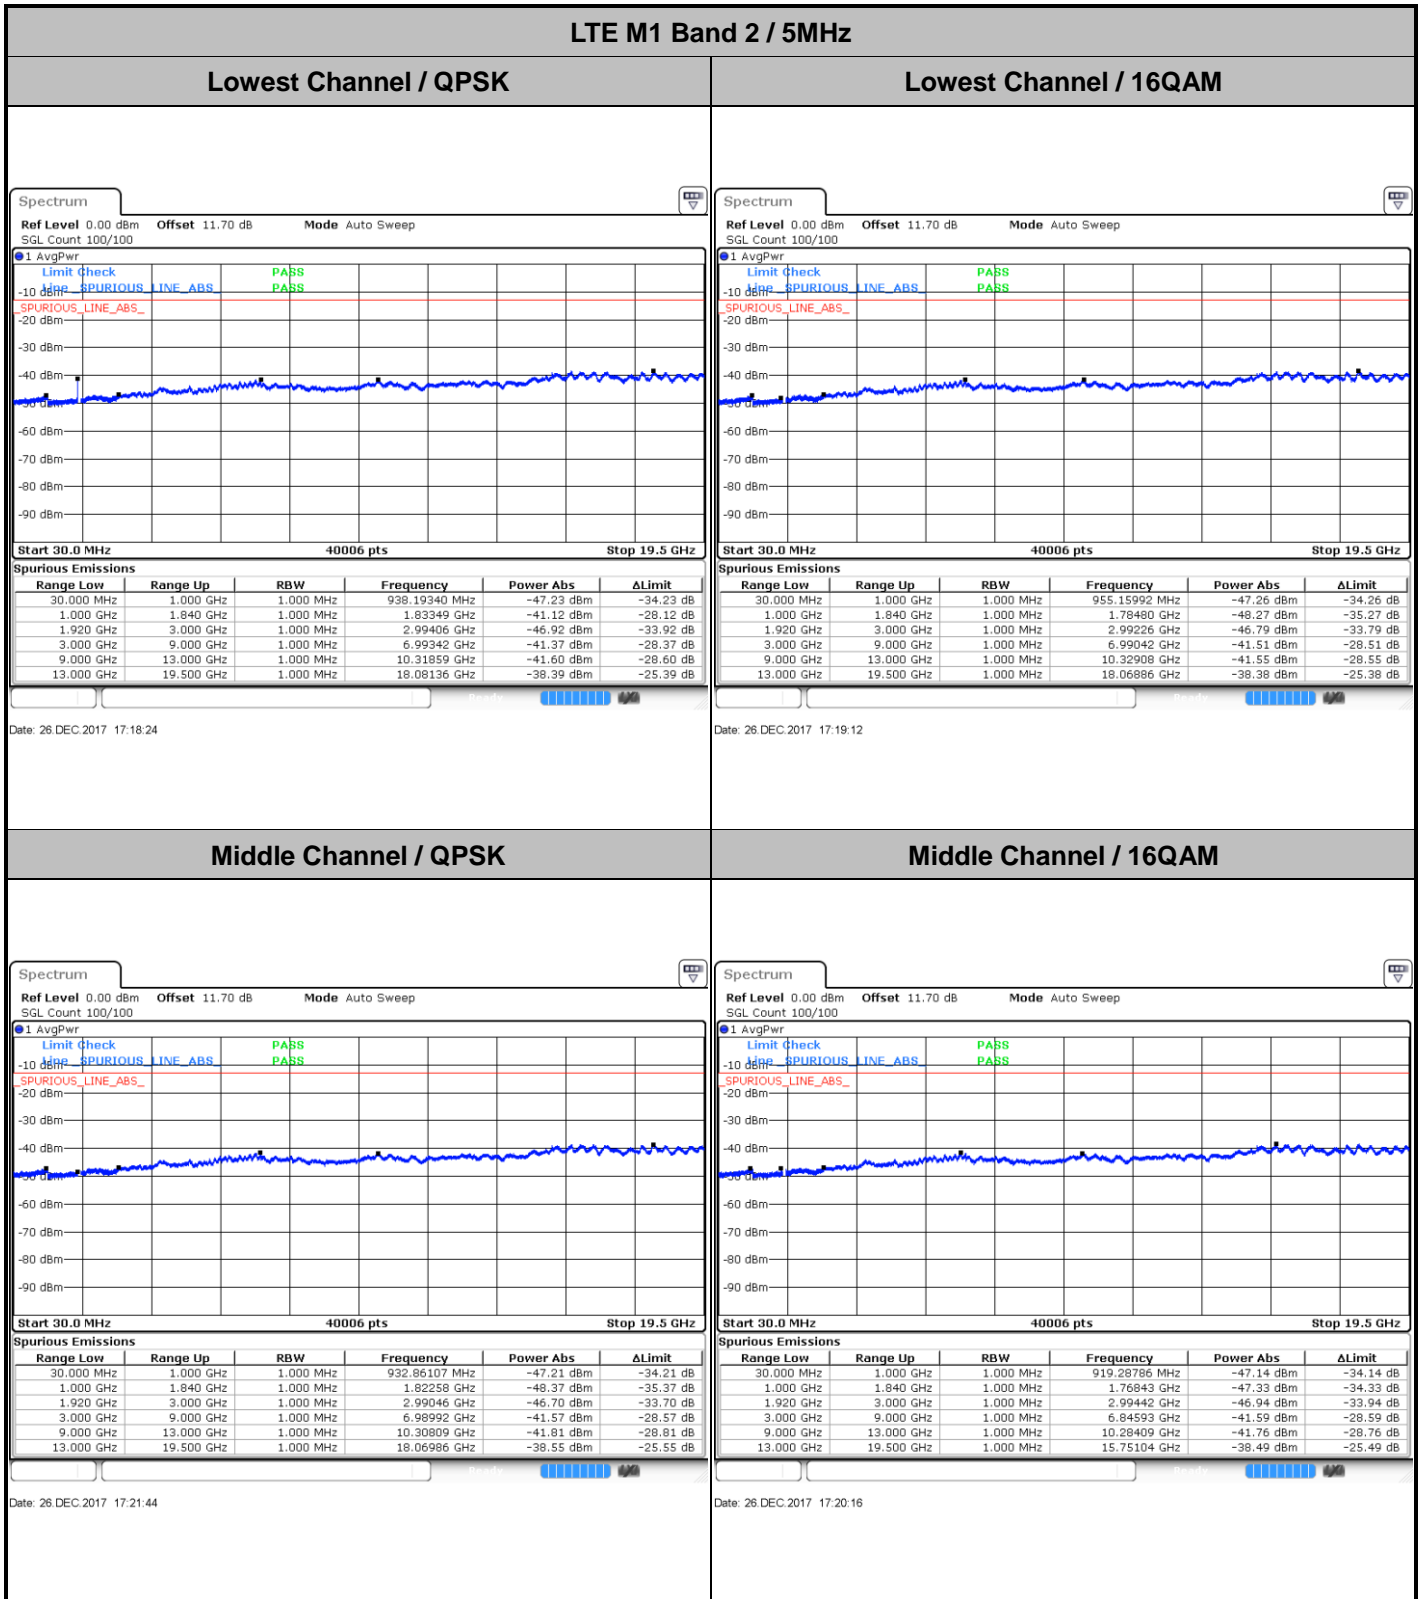 LTE M1 Band 2 / 5MHz
Lowest Channel / QPSK
Lowest Channel / 16QAM
Spectrum
Ref Level 0.00 dBm Offset 11.70 dB Mode Auto Sweep
SGL Count 100/100
1 AvgPwr
Limit Check PASS
Line _SPURIOUS_LINE_ABS_ PASS
-10 dBm
_SPURIOUS_LINE_ABS_
-20 dBm
-30 dBm
-40 dBm
-50 dBm
-60 dBm
-70 dBm
-80 dBm
-90 dBm
Start 30.0 MHz 40006 pts Stop 19.5 GHz
Spurious Emissions
Range Low Range Up RBW Frequency Power Abs ΔLimit
30.000 MHz 1.000 GHz 1.000 MHz 938.19340 MHz -47.23 dBm -34.23 dB
1.000 GHz 1.840 GHz 1.000 MHz 1.83349 GHz -41.12 dBm -28.12 dB
1.920 GHz 3.000 GHz 1.000 MHz 2.99406 GHz -46.92 dBm -33.92 dB
3.000 GHz 9.000 GHz 1.000 MHz 6.99342 GHz -41.37 dBm -28.37 dB
9.000 GHz 13.000 GHz 1.000 MHz 10.31859 GHz -41.60 dBm -28.60 dB
13.000 GHz 19.500 GHz 1.000 MHz 18.08136 GHz -38.39 dBm -25.39 dB
Ready
Date: 26.DEC.2017 17:18:24
Spectrum
Ref Level 0.00 dBm Offset 11.70 dB Mode Auto Sweep
SGL Count 100/100
1 AvgPwr
Limit Check PASS
Line _SPURIOUS_LINE_ABS_ PASS
-10 dBm
_SPURIOUS_LINE_ABS_
-20 dBm
-30 dBm
-40 dBm
-50 dBm
-60 dBm
-70 dBm
-80 dBm
-90 dBm
Start 30.0 MHz 40006 pts Stop 19.5 GHz
Spurious Emissions
Range Low Range Up RBW Frequency Power Abs ΔLimit
30.000 MHz 1.000 GHz 1.000 MHz 955.15992 MHz -47.26 dBm -34.26 dB
1.000 GHz 1.840 GHz 1.000 MHz 1.78480 GHz -48.27 dBm -35.27 dB
1.920 GHz 3.000 GHz 1.000 MHz 2.99226 GHz -46.79 dBm -33.79 dB
3.000 GHz 9.000 GHz 1.000 MHz 6.99042 GHz -41.51 dBm -28.51 dB
9.000 GHz 13.000 GHz 1.000 MHz 10.32908 GHz -41.55 dBm -28.55 dB
13.000 GHz 19.500 GHz 1.000 MHz 18.06886 GHz -38.38 dBm -25.38 dB
Ready
Date: 26.DEC.2017 17:19:12
Middle Channel / QPSK
Middle Channel / 16QAM
Spectrum
Ref Level 0.00 dBm Offset 11.70 dB Mode Auto Sweep
SGL Count 100/100
1 AvgPwr
Limit Check PASS
Line _SPURIOUS_LINE_ABS_ PASS
-10 dBm
_SPURIOUS_LINE_ABS_
-20 dBm
-30 dBm
-40 dBm
-50 dBm
-60 dBm
-70 dBm
-80 dBm
-90 dBm
Start 30.0 MHz 40006 pts Stop 19.5 GHz
Spurious Emissions
Range Low Range Up RBW Frequency Power Abs ΔLimit
30.000 MHz 1.000 GHz 1.000 MHz 932.86107 MHz -47.21 dBm -34.21 dB
1.000 GHz 1.840 GHz 1.000 MHz 1.82258 GHz -48.37 dBm -35.37 dB
1.920 GHz 3.000 GHz 1.000 MHz 2.99046 GHz -46.70 dBm -33.70 dB
3.000 GHz 9.000 GHz 1.000 MHz 6.98992 GHz -41.57 dBm -28.57 dB
9.000 GHz 13.000 GHz 1.000 MHz 10.30809 GHz -41.81 dBm -28.81 dB
13.000 GHz 19.500 GHz 1.000 MHz 18.06986 GHz -38.55 dBm -25.55 dB
Ready
Date: 26.DEC.2017 17:21:44
Spectrum
Ref Level 0.00 dBm Offset 11.70 dB Mode Auto Sweep
SGL Count 100/100
1 AvgPwr
Limit Check PASS
Line _SPURIOUS_LINE_ABS_ PASS
-10 dBm
_SPURIOUS_LINE_ABS_
-20 dBm
-30 dBm
-40 dBm
-50 dBm
-60 dBm
-70 dBm
-80 dBm
-90 dBm
Start 30.0 MHz 40006 pts Stop 19.5 GHz
Spurious Emissions
Range Low Range Up RBW Frequency Power Abs ΔLimit
30.000 MHz 1.000 GHz 1.000 MHz 919.28786 MHz -47.14 dBm -34.14 dB
1.000 GHz 1.840 GHz 1.000 MHz 1.76843 GHz -47.33 dBm -34.33 dB
1.920 GHz 3.000 GHz 1.000 MHz 2.99442 GHz -46.94 dBm -33.94 dB
3.000 GHz 9.000 GHz 1.000 MHz 6.84593 GHz -41.59 dBm -28.59 dB
9.000 GHz 13.000 GHz 1.000 MHz 10.28409 GHz -41.76 dBm -28.76 dB
13.000 GHz 19.500 GHz 1.000 MHz 15.75104 GHz -38.49 dBm -25.49 dB
Ready
Date: 26.DEC.2017 17:20:16